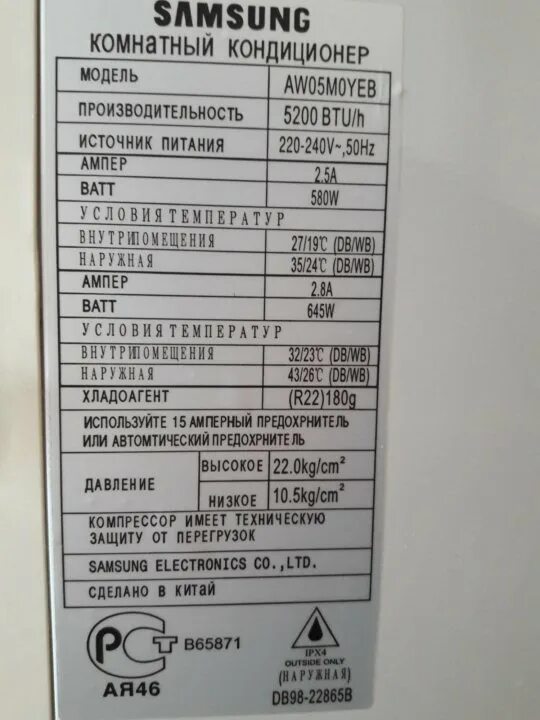 SAMSUNG
КОМНАТНЫЙ КОНДИЦИОНЕР
МОДЕЛЬ AW05M0YEB
ПРОИЗВОДИТЕЛЬНОСТЬ 5200 BTU/h
ИСТОЧНИК ПИТАНИЯ 220-240V~,50Hz
АМПЕР 2.5A
ВАТТ 580W
УСЛОВИЯ ТЕМПЕРАТУР
ВНУТРИПОМЕЩЕНИЯ 27/19℃ (DB/WB)
НАРУЖНАЯ 35/24℃ (DB/WB)
АМПЕР 2.8A
ВАТТ 645W
УСЛОВИЯ ТЕМПЕРАТУР
ВНУТРИПОМЕЩЕНИЯ 32/23℃ (DB/WB)
НАРУЖНАЯ 43/26℃ (DB/WB)
ХЛАДОАГЕНТ (R22)180g
ИСПОЛЬЗУЙТЕ 15 АМПЕРНЫЙ ПРЕДОХРНИТЕЛЬ
ИЛИ АВТОМТИЧЕСКИЙ ПРЕДОХРНИТЕЛЬ
ДАВЛЕНИЕ
ВЫСОКОЕ 22.0kg/cm²
НИЗКОЕ 10.5kg/cm²
КОМПРЕССОР ИМЕЕТ ТЕХНИЧЕСКУЮ
ЗАЩИТУ ОТ ПЕРЕГРУЗОК
SAMSUNG ELECTRONICS CO.,LTD.
СДЕЛАНО В КИТАЙ
РСТ B65871
АЯ46
IPX4
OUTSIDE ONLY
(НАРУЖНАЯ)
DB98-22865B